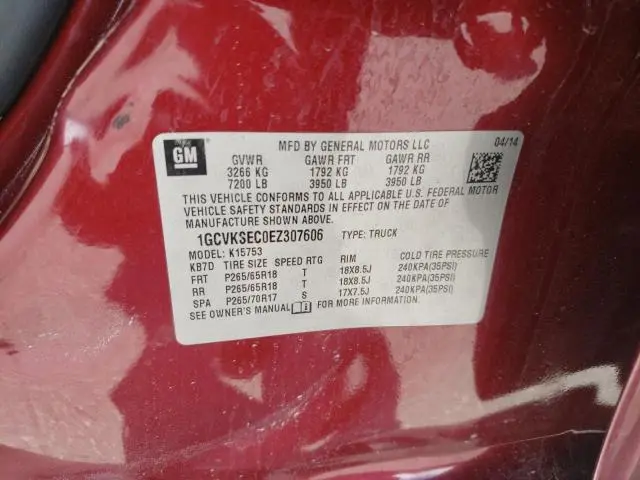 GM
MFD BY GENERAL MOTORS LLC 04/14
GVWR GAWR FRT GAWR RR
3266 KG 1792 KG 1792 KG
7200 LB 3950 LB 3950 LB
THIS VEHICLE CONFORMS TO ALL APPLICABLE U.S. FEDERAL MOTOR
VEHICLE SAFETY STANDARDS IN EFFECT ON THE DATE OF
MANUFACTURE SHOWN ABOVE.
1GCVKSEC0EZ307606 TYPE: TRUCK
MODEL: K15753
KB7D TIRE SIZE SPEED RTG RIM COLD TIRE PRESSURE
FRT P265/65R18 T 18X8.5J 240KPA(35PSI)
RR P265/65R18 T 18X8.5J 240KPA(35PSI)
SPA P265/70R17 S 17X7.5J 240KPA(35PSI)
SEE OWNER'S MANUAL FOR MORE INFORMATION